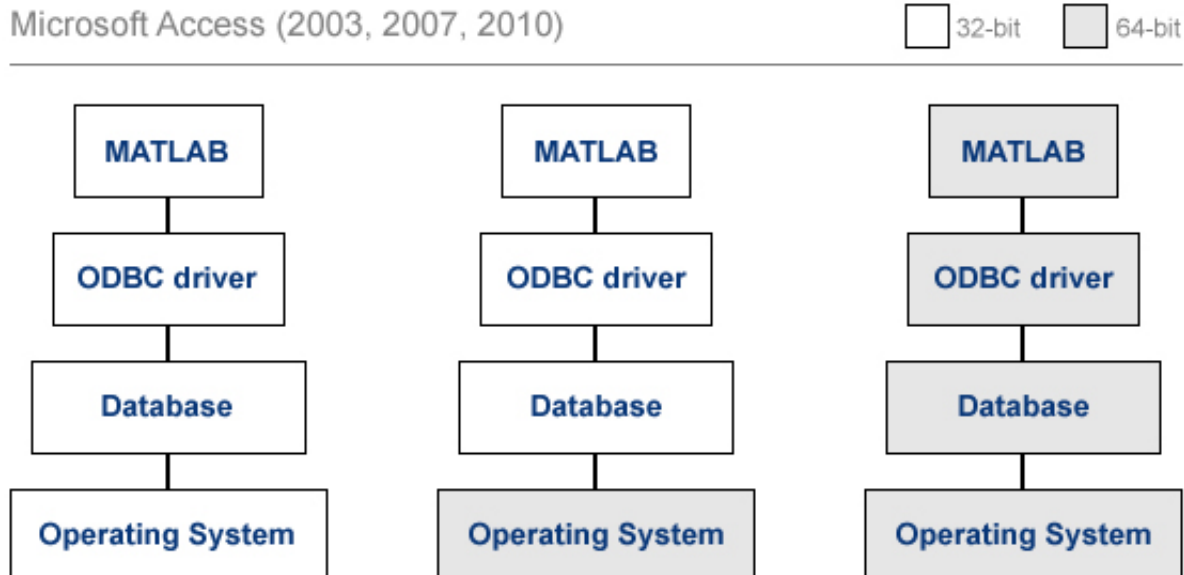 Microsoft Access (2003, 2007, 2010)
32-bit
64-bit
MATLAB
MATLAB
MATLAB
ODBC driver
ODBC driver
ODBC driver
Database
Database
Database
Operating System
Operating System
Operating System